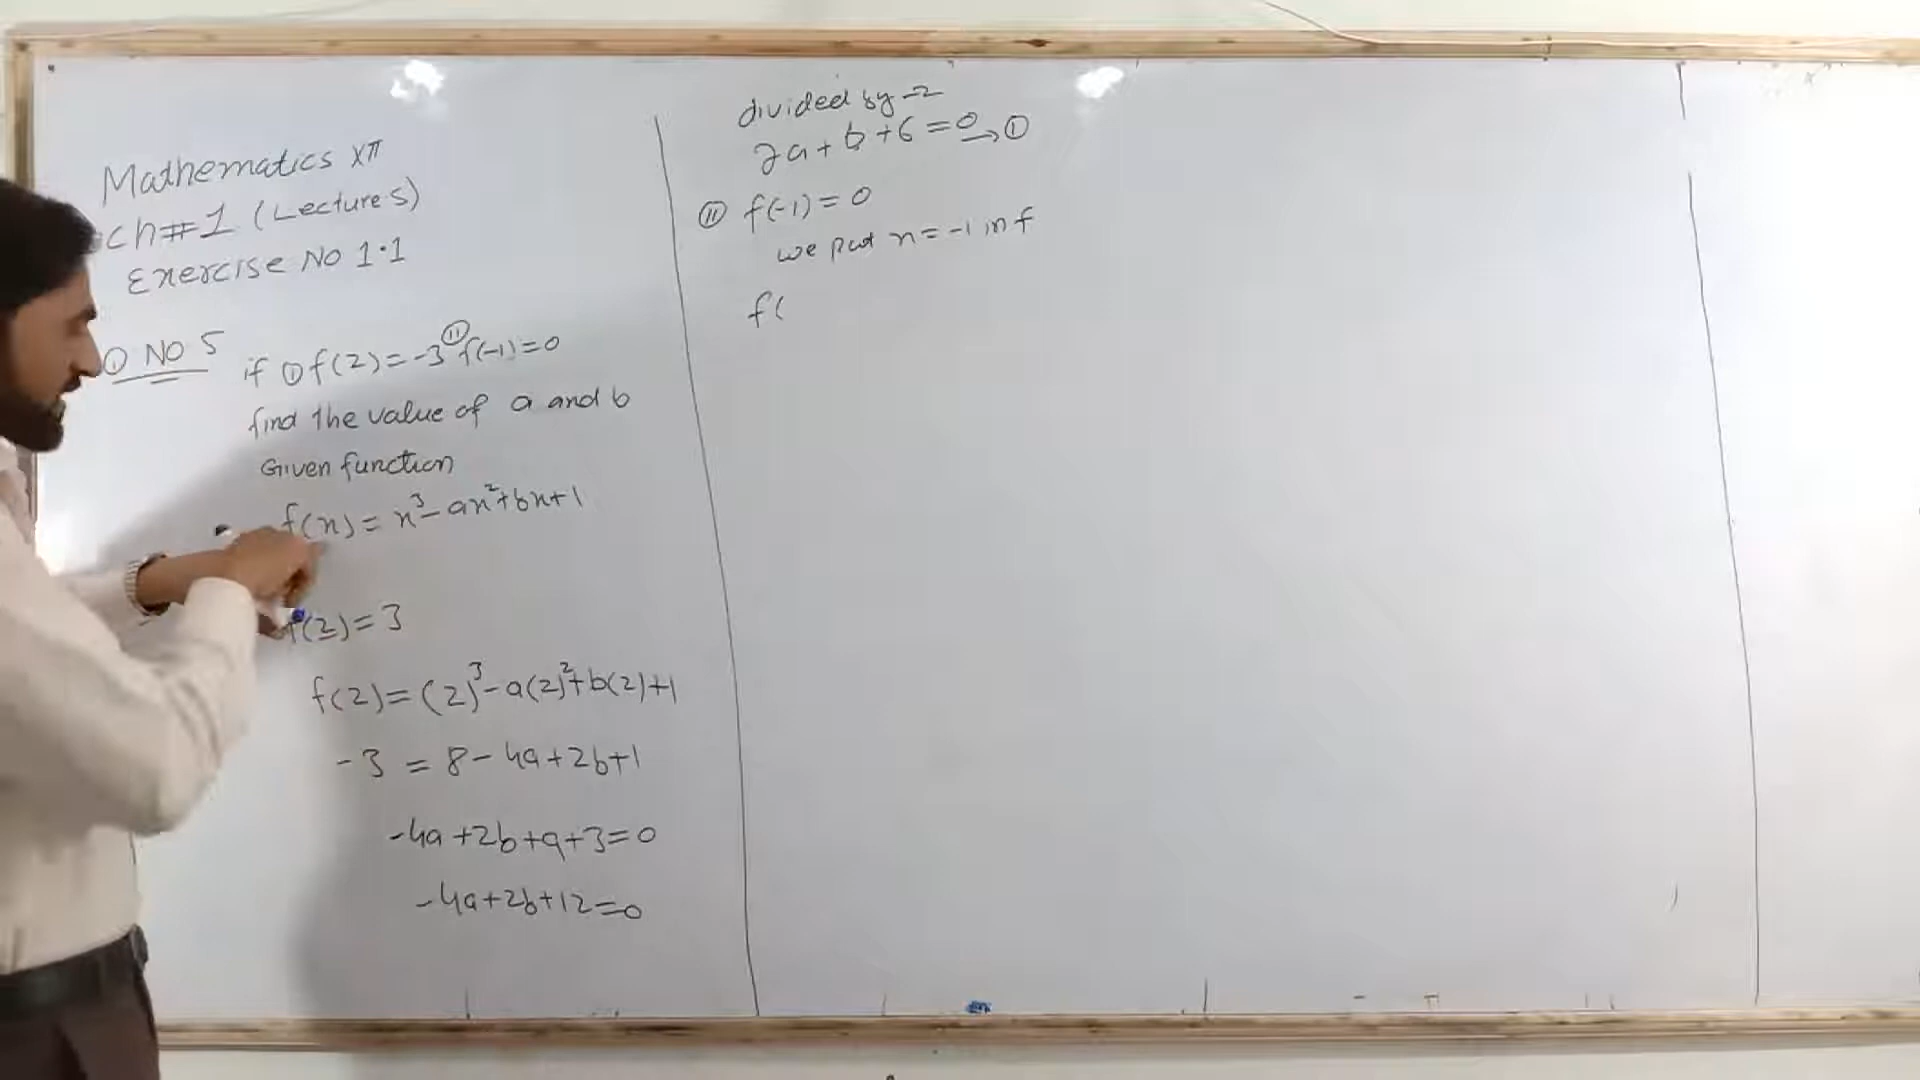 Mathematics XII
Ch#1 (Lecture 5)
Exercise No 1.1
Q NO 5
if ① f(2)=-3 ⑪ f(-1)=0
find the value of a and b
Given function
f(x)=x³-ax²+bx+1
f(2)=3
f(2)=(2)³-a(2)²+b(2)+1
-3 = 8-4a+2b+1
-4a+2b+9+3=0
-4a+2b+12=0
divided by -2
2a+b+6=0→①
⑪ f(-1)=0
we put x=-1 in f
f(